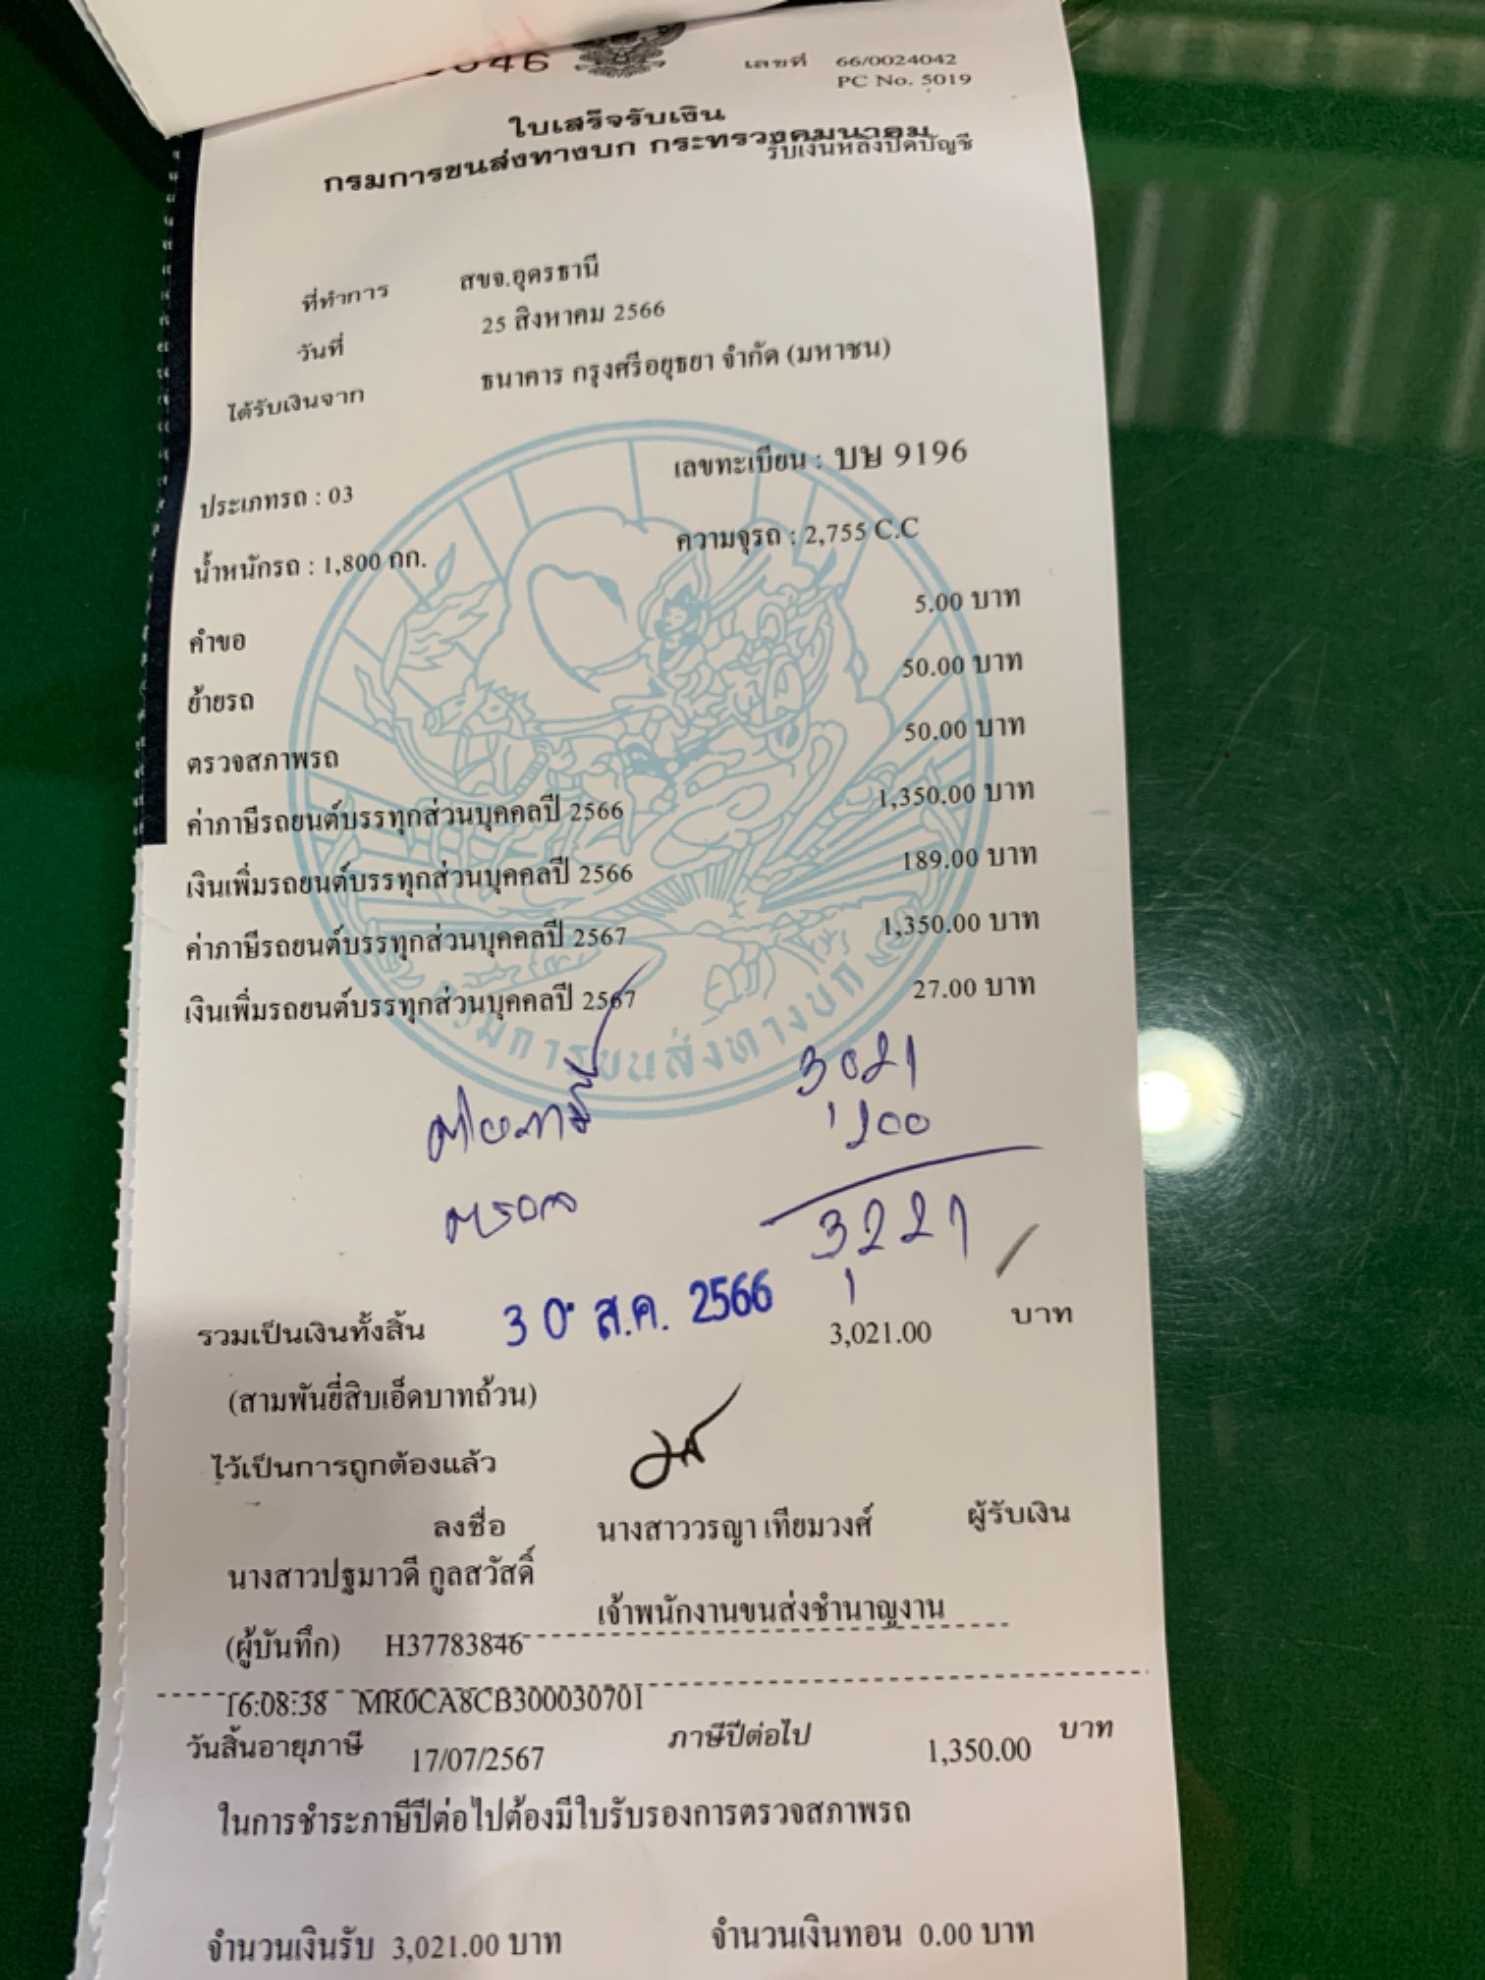 เลขที่ 66/0024042
PC No. 5019
ใบเสร็จรับเงิน
กรมการขนส่งทางบก กระทรวงคมนาคม
รับเงินหลังปิดบัญชี
ที่ทำการ สขจ.อุดรธานี
วันที่ 25 สิงหาคม 2566
ได้รับเงินจาก ธนาคาร กรุงศรีอยุธยา จำกัด (มหาชน)
ประเภทรถ : 03 เลขทะเบียน : บษ 9196
น้ำหนักรถ : 1,800 กก. ความจุรถ : 2,755 C.C
คำขอ 5.00 บาท
ย้ายรถ 50.00 บาท
ตรวจสภาพรถ 50.00 บาท
ค่าภาษีรถยนต์บรรทุกส่วนบุคคลปี 2566 1,350.00 บาท
เงินเพิ่มรถยนต์บรรทุกส่วนบุคคลปี 2566 189.00 บาท
ค่าภาษีรถยนต์บรรทุกส่วนบุคคลปี 2567 1,350.00 บาท
เงินเพิ่มรถยนต์บรรทุกส่วนบุคคลปี 2567 27.00 บาท
กรมการขนส่งทางบก
3021
200
3,221
30 ส.ค. 2566
รวมเป็นเงินทั้งสิ้น 3,021.00 บาท
(สามพันยี่สิบเอ็ดบาทถ้วน)
ไว้เป็นการถูกต้องแล้ว
ลงชื่อ นางสาววรญา เทียมวงศ์ ผู้รับเงิน
นางสาวปฐมาวดี กูลสวัสดิ์
เจ้าพนักงานขนส่งชำนาญงาน
(ผู้บันทึก) H37783846
16:08:38 MR0CA8CB300030701
วันสิ้นอายุภาษี 17/07/2567 ภาษีปีต่อไป 1,350.00 บาท
ในการชำระภาษีปีต่อไปต้องมีใบรับรองการตรวจสภาพรถ
จำนวนเงินรับ 3,021.00 บาท จำนวนเงินทอน 0.00 บาท